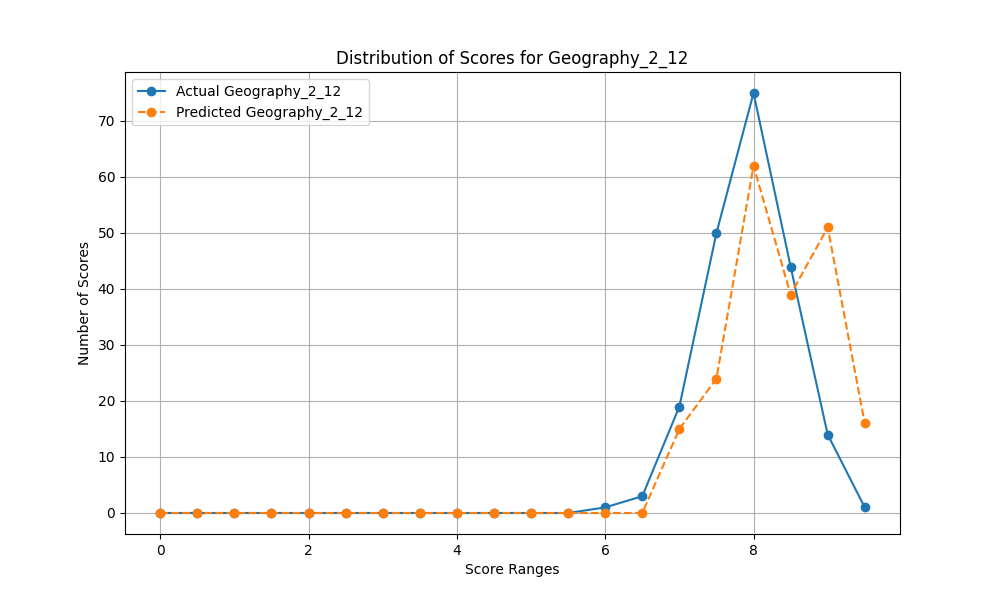 Distribution of Scores for Geography_2_12
Actual Geography_2_12
Predicted Geography_2_12
Number of Scores
70
60
50
40
30
20
10
0
0 2 4 6 8
Score Ranges